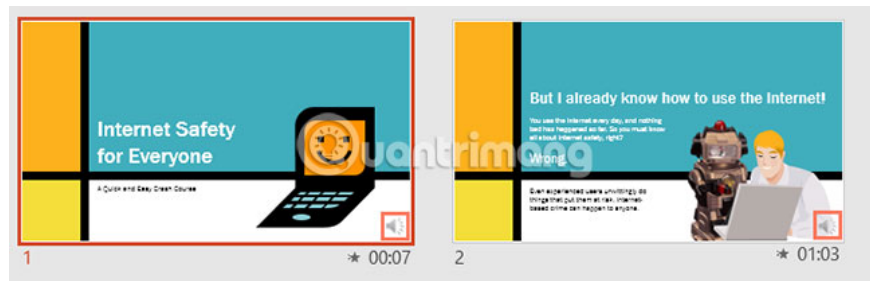 Internet Safety
for Everyone
A Quick and Easy Crash Course
1
00:07
But I already know how to use the Internet!
You use the Internet every day, and nothing
bad has happened so far. So you must know
all about Internet safety, right?
Wrong.
Even experienced users unwittingly do
things that put them at risk. Internet-
based crime can happen to anyone.
2
01:03
Quantrimang